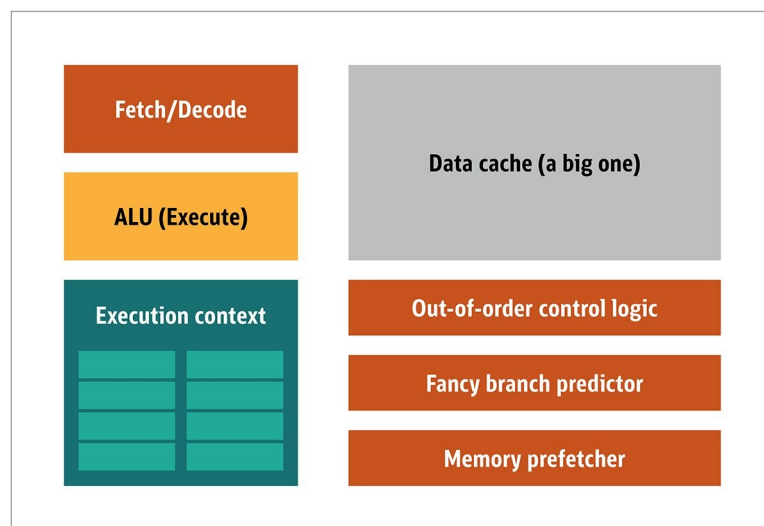 Fetch/Decode
ALU (Execute)
Execution context
Data cache (a big one)
Out-of-order control logic
Fancy branch predictor
Memory prefetcher